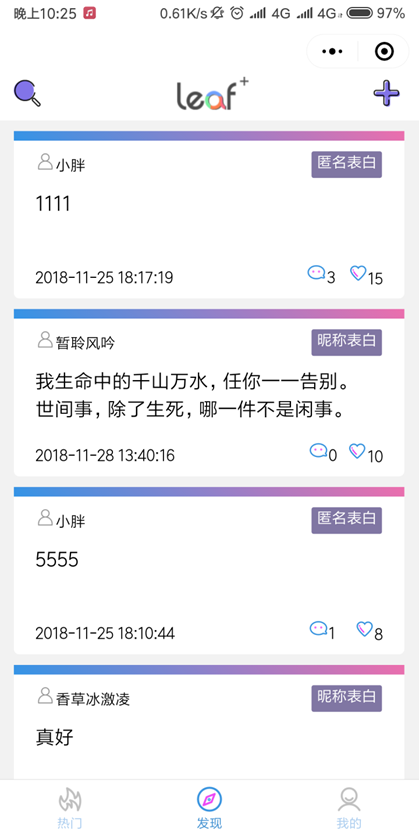 晚上10:25 0.61K/s 4G 4G 97%
leaf+
小胖 匿名表白
1111
2018-11-25 18:17:19 3 15
暂聆风吟 昵称表白
我生命中的千山万水，任你一一告别。
世间事，除了生死，哪一件不是闲事。
2018-11-28 13:40:16 0 10
小胖 匿名表白
5555
2018-11-25 18:10:44 1 8
香草冰激凌 昵称表白
真好
热门 发现 我的